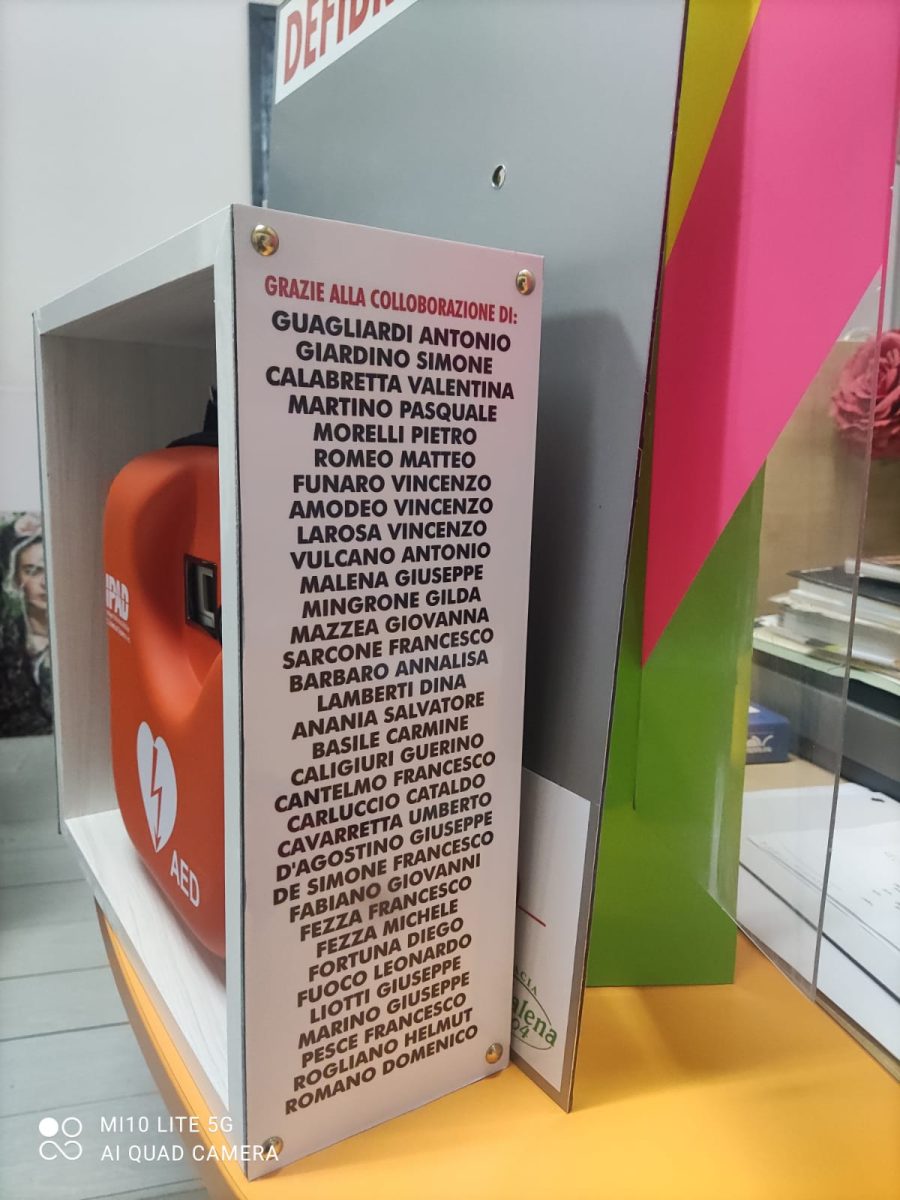 GRAZIE ALLA COLLOBORAZIONE DI:
GUAGLIARDI ANTONIO
GIARDINO SIMONE
CALABRETTA VALENTINA
MARTINO PASQUALE
MORELLI PIETRO
ROMEO MATTEO
FUNARO VINCENZO
AMODEO VINCENZO
LAROSA VINCENZO
VULCANO ANTONIO
MALENA GIUSEPPE
MINGRONE GILDA
MAZZEA GIOVANNA
SARCONE FRANCESCO
BARBARO ANNALISA
LAMBERTI DINA
ANANIA SALVATORE
BASILE CARMINE
CALIGIURI GUERINO
CANTELMO FRANCESCO
CARLUCCIO CATALDO
CAVARRETTA UMBERTO
D'AGOSTINO GIUSEPPE
DE SIMONE FRANCESCO
FABIANO GIOVANNI
FEZZA FRANCESCO
FEZZA MICHELE
FORTUNA DIEGO
FUOCO LEONARDO
LIOTTI GIUSEPPE
MARINO GIUSEPPE
PESCE FRANCESCO
ROGLIANO HELMUT
ROMANO DOMENICO
AED
MI10 LITE 5G
AI QUAD CAMERA